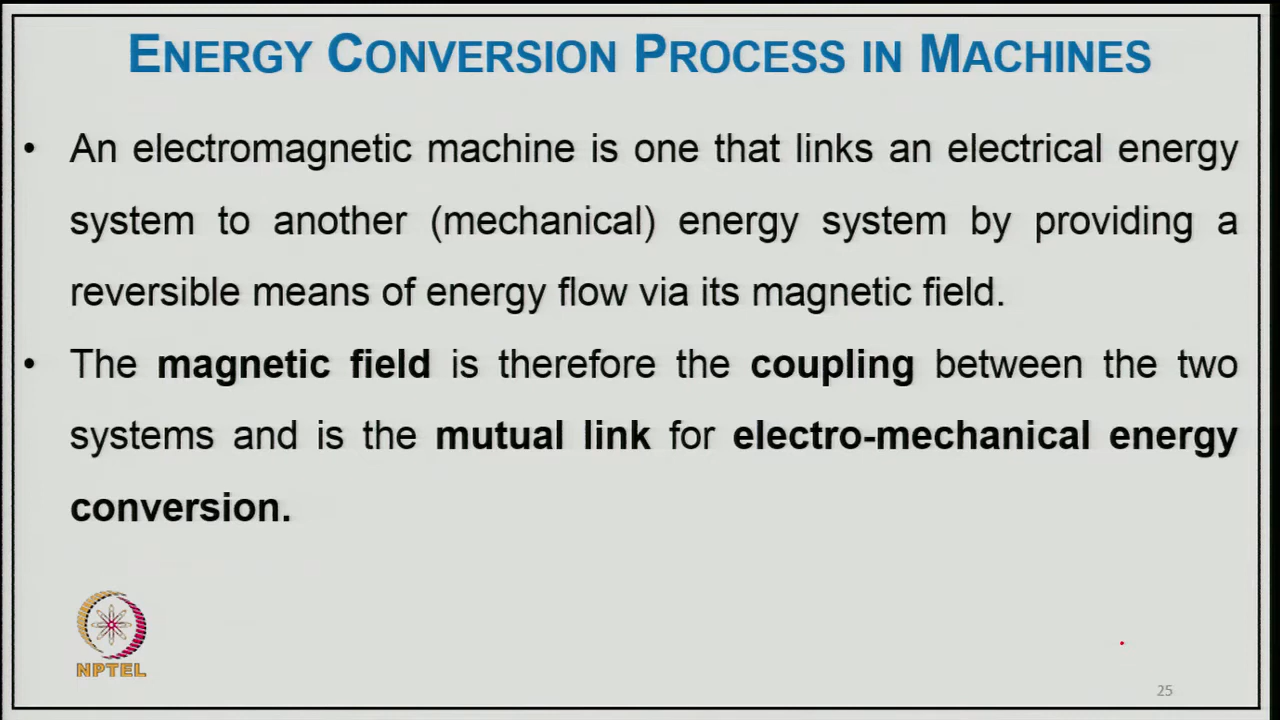 ENERGY CONVERSION PROCESS IN MACHINES
• An electromagnetic machine is one that links an electrical energy
system to another (mechanical) energy system by providing a
reversible means of energy flow via its magnetic field.
• The magnetic field is therefore the coupling between the two
systems and is the mutual link for electro-mechanical energy
conversion.
NPTEL
25